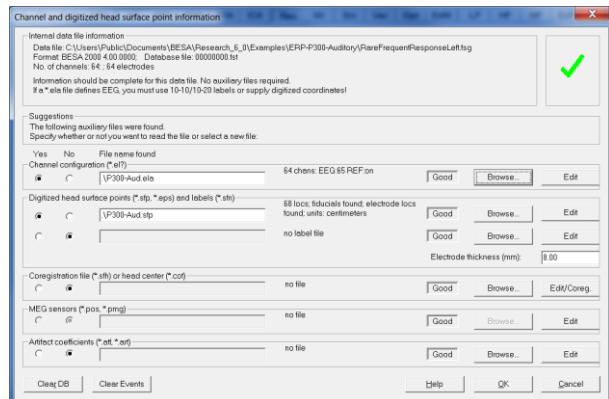 Channel and digitized head surface point information
Internal data file information
Data file: C:\Users\Public\Documents\BESA\Research_6_0\Examples\ERP-P300-Auditory\RareFrequentResponseLeft.fsg
Format: BESA 2000 4.00.0000; Database file: 00000000.fst
No. of channels: 64: ; 64 electrodes
Information should be complete for this data file. No auxiliary files required.
If a *.ela file defines EEG, you must use 10-10/10-20 labels or supply digitized coordinates!
Suggestions
The following auxiliary files were found.
Specify whether or not you want to read the file or select a new file:
Yes No File name found
Channel configuration (*.el?)
.\P300-Aud.ela 64 chans: EEG:65 REF:on Good Browse... Edit
Digitized head surface points (*.sfp, *.eps) and labels (*.sfn)
.\P300-Aud.sfp 68 locs; fiducials found; electrode locs found; units: centimeters Good Browse... Edit
no label file Good Browse... Edit
Electrode thickness (mm): 8.00
Coregistration file (*.sfh) or head center (*.cot)
no file Good Browse... Edit/Coreg.
MEG sensors (*.pos, *.pmg)
no file Good Browse... Edit
Artifact coefficients (*.atf, *.art)
no file Good Browse... Edit
Clear DB Clear Events Help OK Cancel